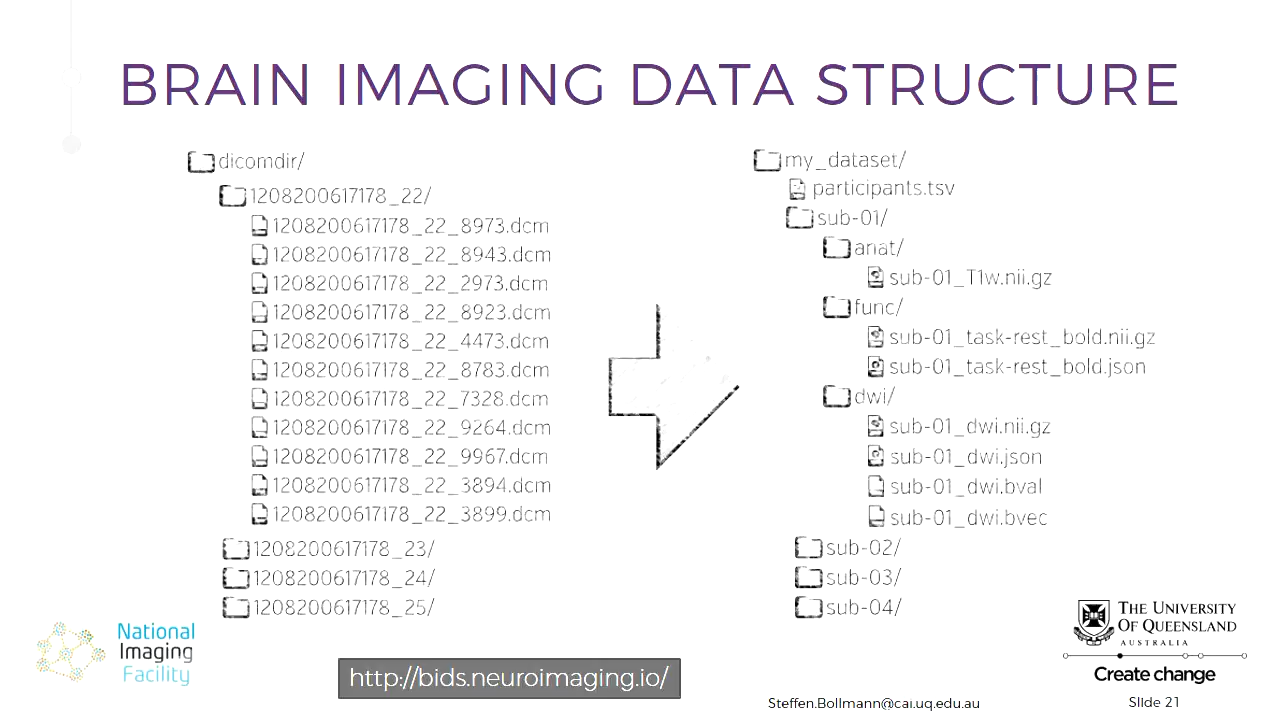 BRAIN IMAGING DATA STRUCTURE
dicomdir/
1208200617178_22/
1208200617178_22_8973.dcm
1208200617178_22_8943.dcm
1208200617178_22_2973.dcm
1208200617178_22_8923.dcm
1208200617178_22_4473.dcm
1208200617178_22_8783.dcm
1208200617178_22_7328.dcm
1208200617178_22_9264.dcm
1208200617178_22_9967.dcm
1208200617178_22_3894.dcm
1208200617178_22_3899.dcm
1208200617178_23/
1208200617178_24/
1208200617178_25/
my_dataset/
participants.tsv
sub-01/
anat/
sub-01_T1w.nii.gz
func/
sub-01_task-rest_bold.nii.gz
sub-01_task-rest_bold.json
dwi/
sub-01_dwi.nii.gz
sub-01_dwi.json
sub-01_dwi.bval
sub-01_dwi.bvec
sub-02/
sub-03/
sub-04/
National
Imaging
Facility
http://bids.neuroimaging.io/
THE UNIVERSITY
OF QUEENSLAND
AUSTRALIA
Create change
Steffen.Bollmann@cai.uq.edu.au
Slide 21